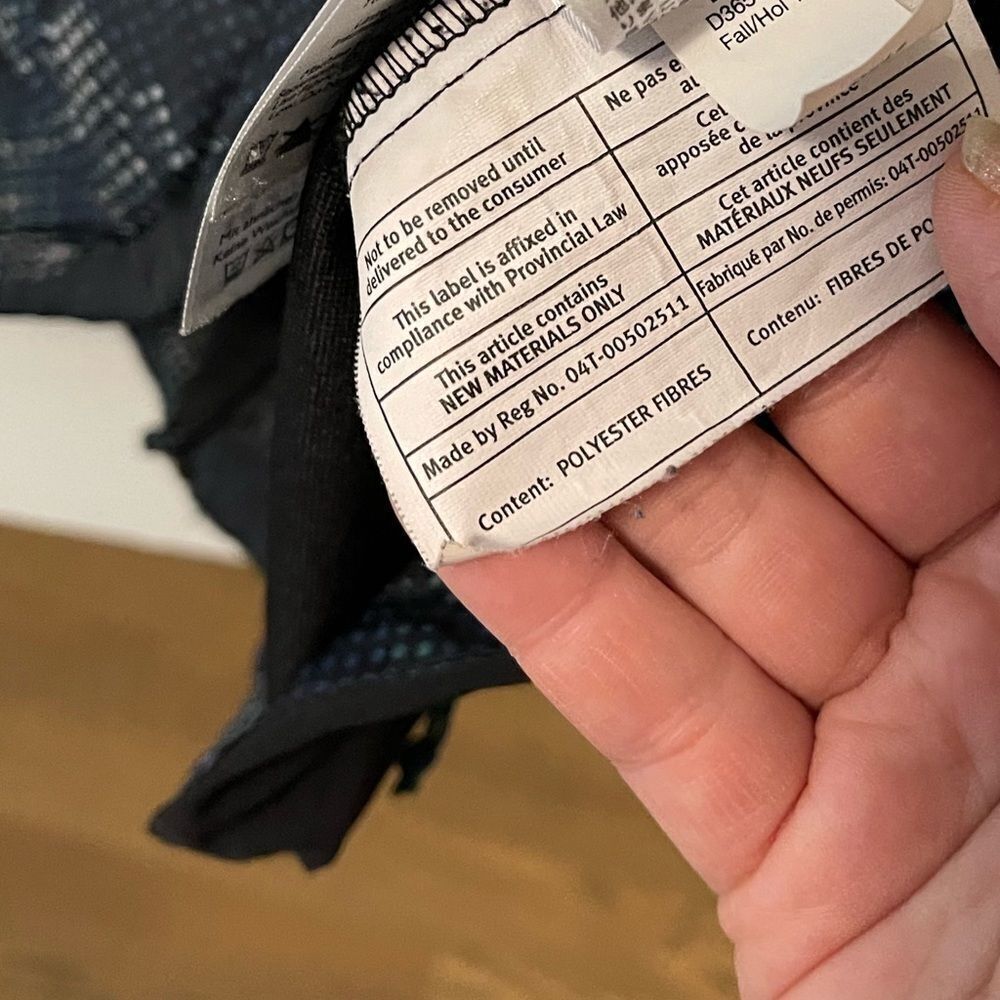 D365
Fall/Hol
Not to be removed until
delivered to the consumer
This label is affixed in
compliance with Provincial Law
This article contains
NEW MATERIALS ONLY
Made by Reg No. 04T-00502511
Content: POLYESTER FIBRES
Ne pas
apposée
de la province
Cet article contient des
MATÉRIAUX NEUFS SEULEMENT
Fabriqué par No. de permis: 04T-00502511
Contenu: FIBRES DE PO